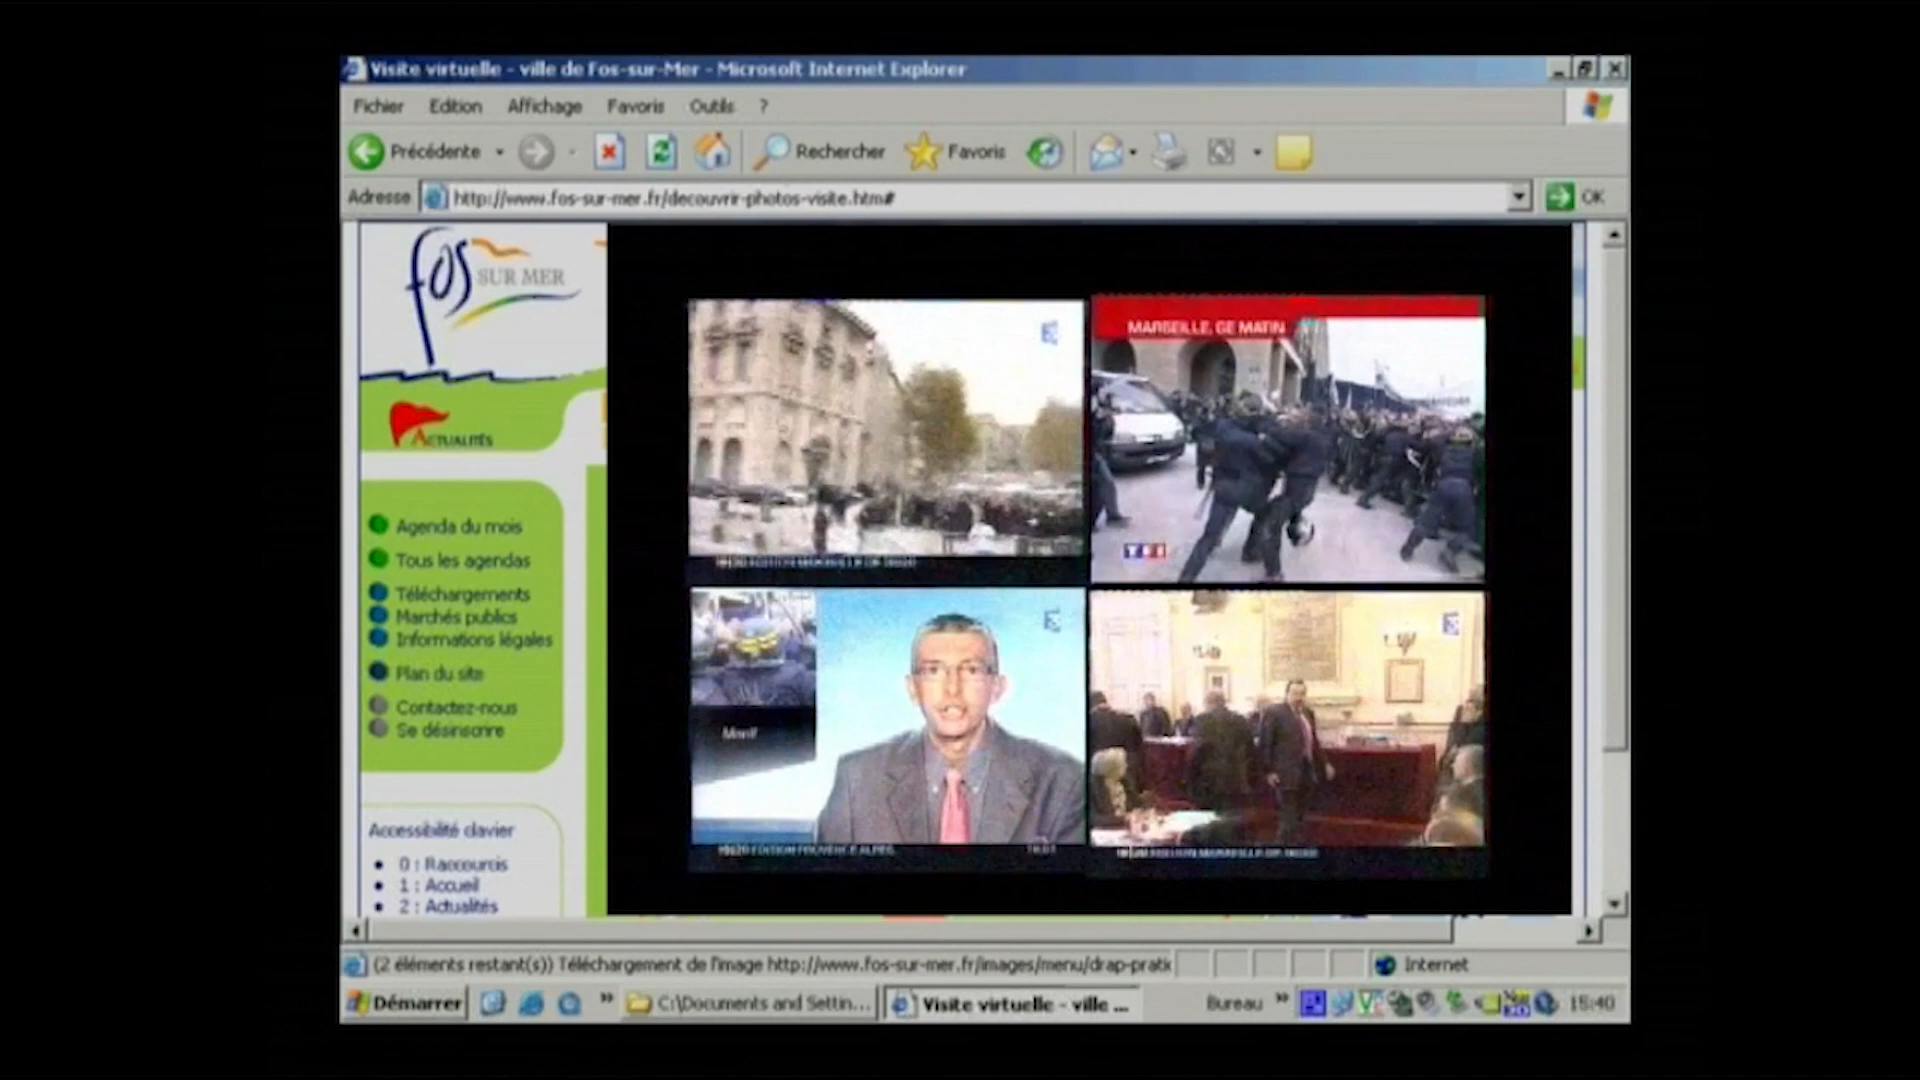 Visite virtuelle - ville de Fos-sur-Mer - Microsoft Internet Explorer
Fichier Edition Affichage Favoris Outils ?
Précédente Rechercher Favoris
Adresse http://www.fos-sur-mer.fr/decouvrir-photos-visite.htm# OK
FOS SUR MER
MARSEILLE, CE MATIN
ACTUALITÉS
Agenda du mois
Tous les agendas
TF1
Téléchargements
Marchés publics
Informations légales
Plan du site
Contactez-nous
Se désinscrire
Accessibilité clavier
0 : Raccourcis
1 : Accueil
2 : Actualités
(2 éléments restant(s)) Téléchargement de l'image http://www.fos-sur-mer.fr/images/menu/drap-pratic Internet
Démarrer » C:\Documents and Settin... Visite virtuelle - ville ... Bureau » 15:40